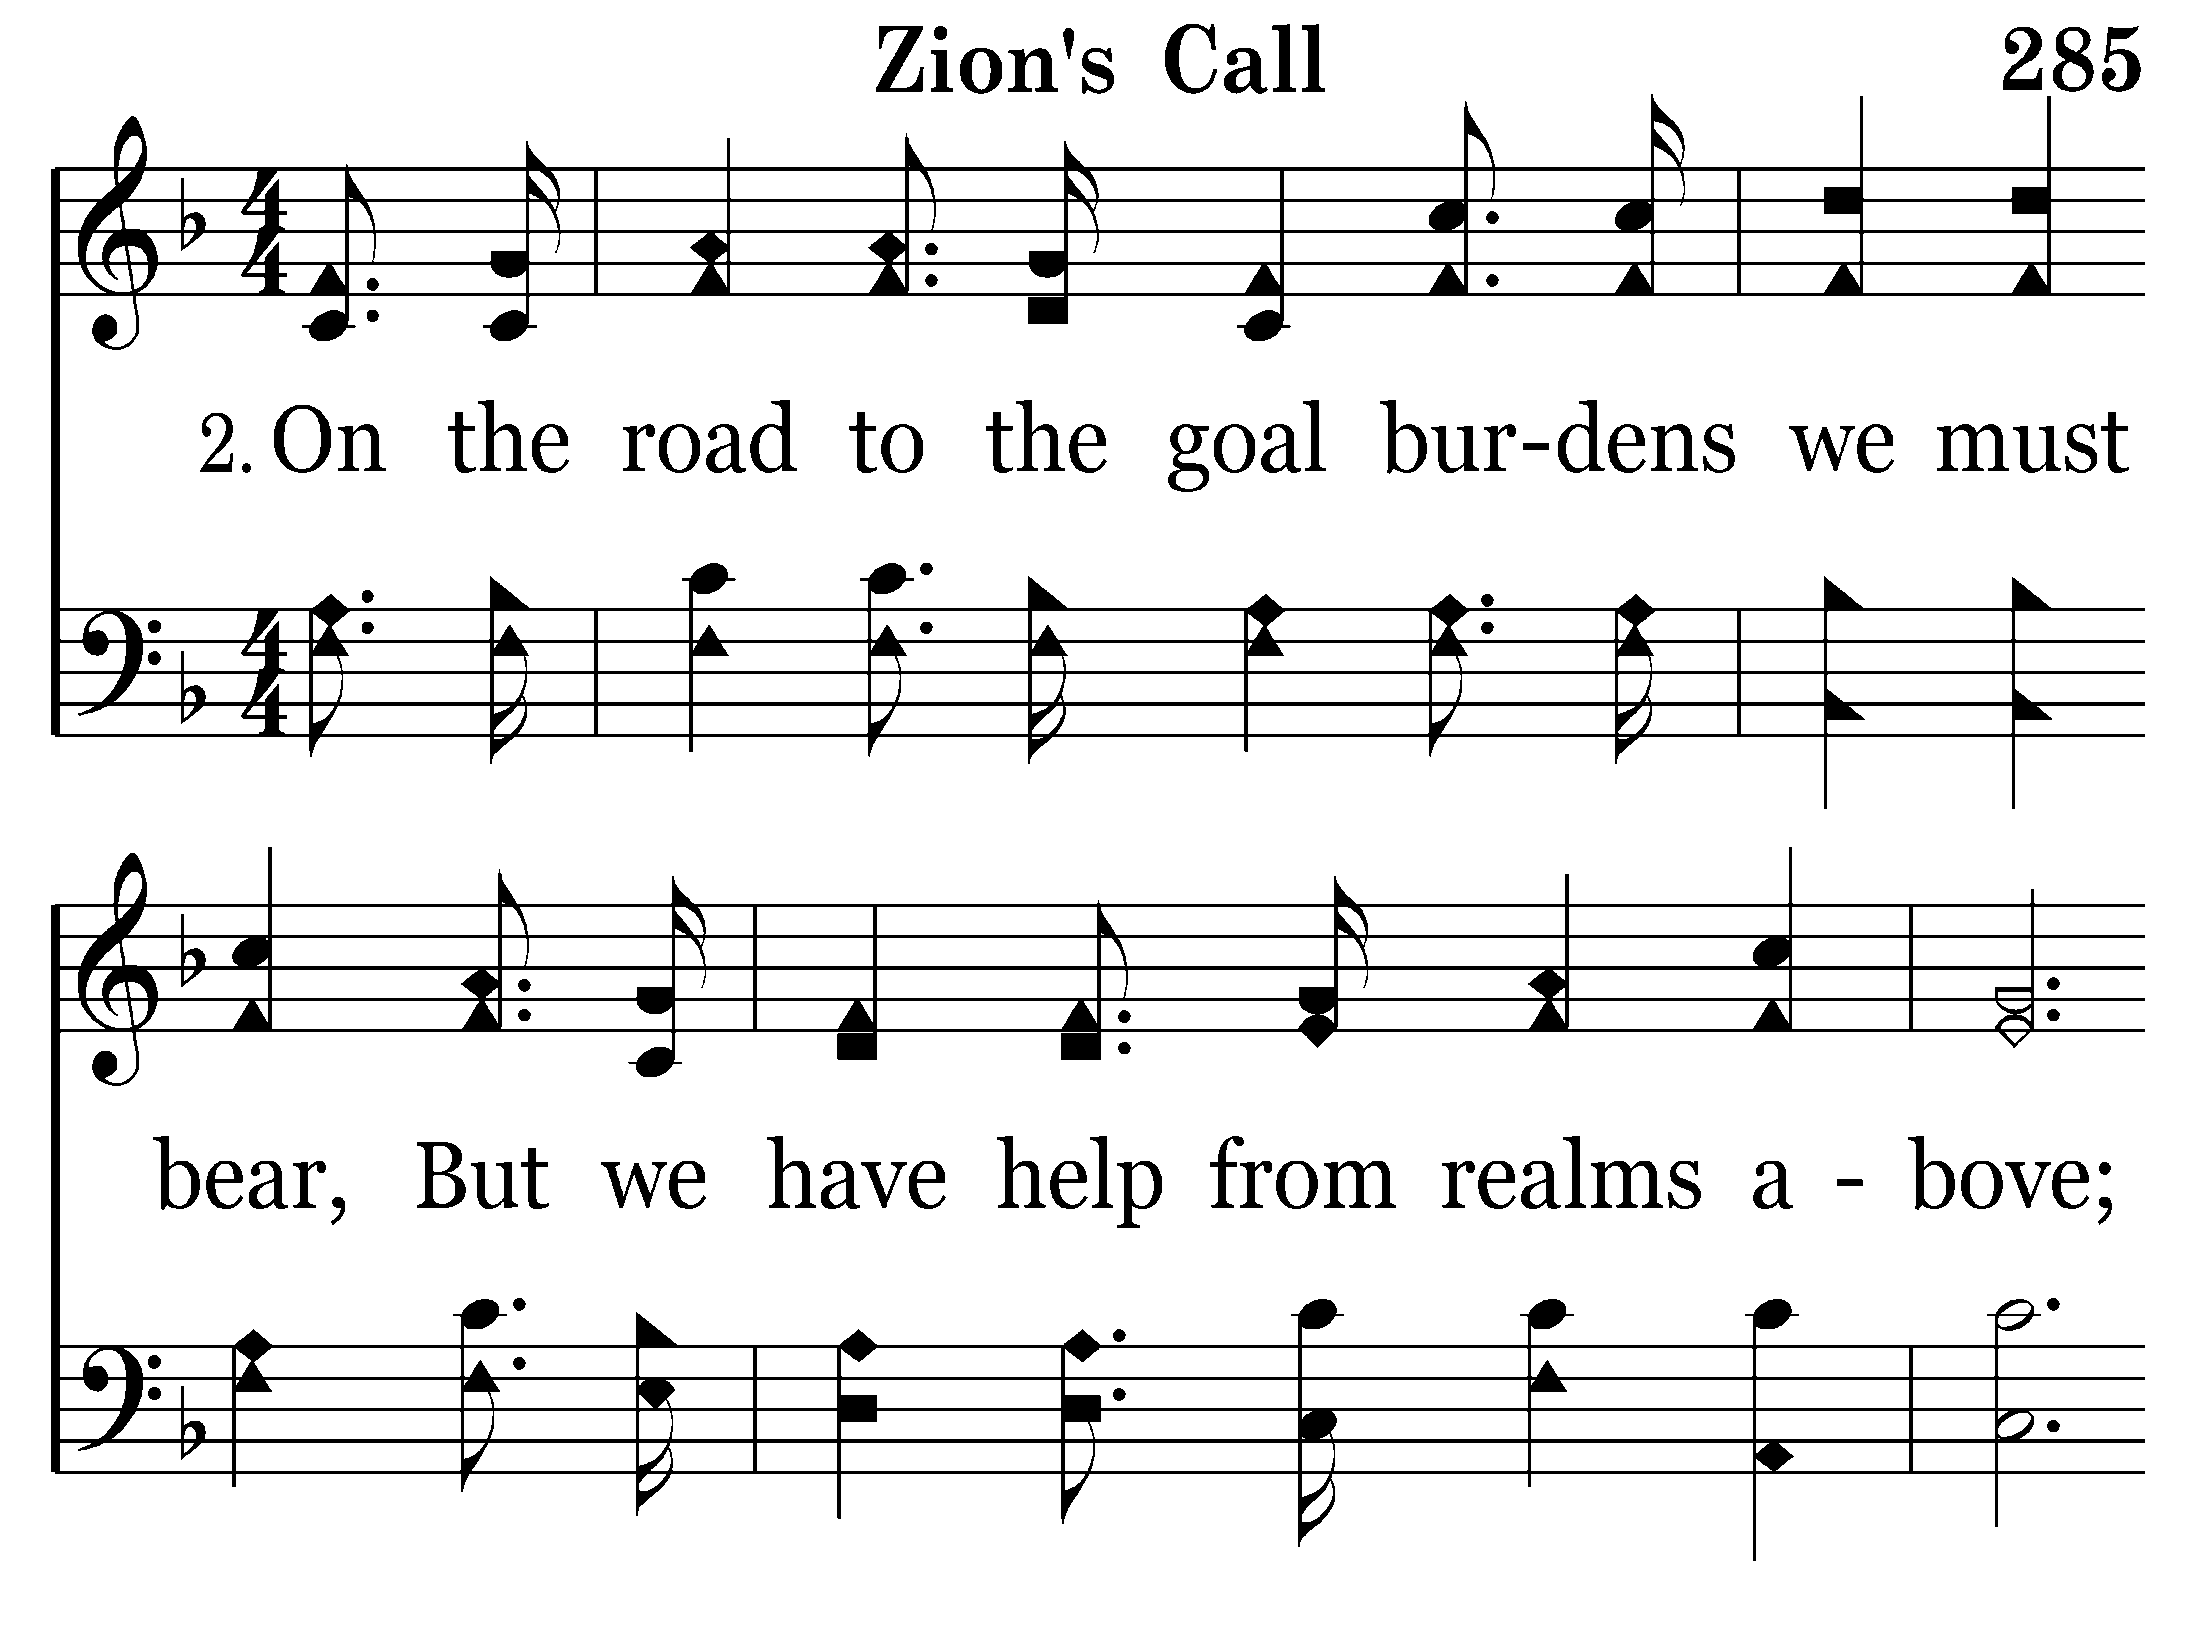 Zion's Call 285
2. On the road to the goal bur-dens we must
bear, But we have help from realms a - bove;